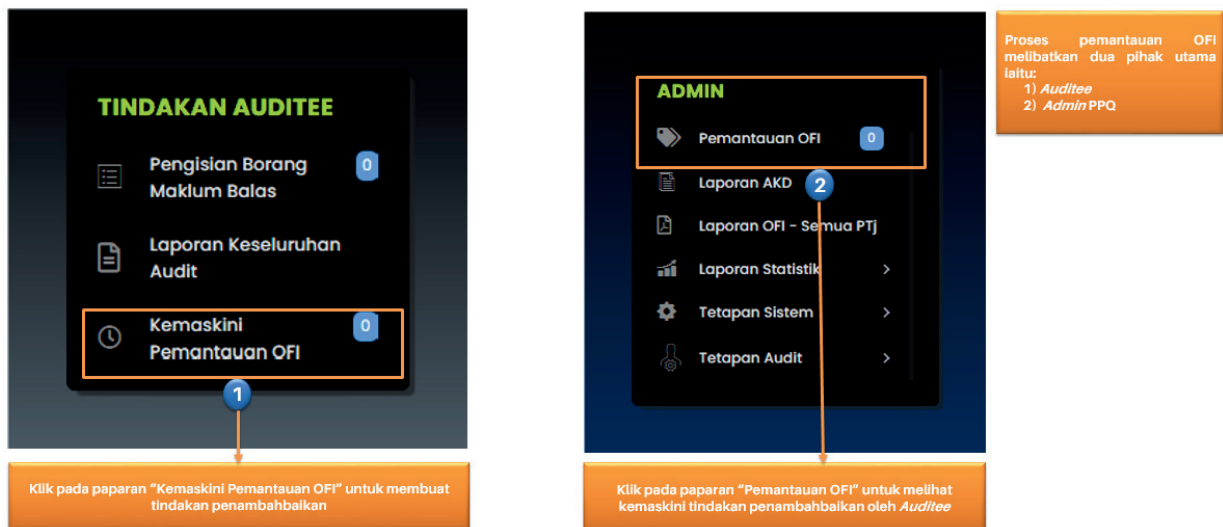 TINDAKAN AUDITEE
Pengisian Borang
Maklum Balas
0
Laporan Keseluruhan
Audit
Kemaskini
Pemantauan OFI
0
1
Klik pada paparan “Kemaskini Pemantauan OFI” untuk membuat
tindakan penambahbaikan
ADMIN
Pemantauan OFI
0
Laporan AKD
2
Laporan OFI - Semua PTj
Laporan Statistik
Tetapan Sistem
Tetapan Audit
Klik pada paparan “Pemantauan OFI” untuk melihat
kemaskini tindakan penambahbaikan oleh Auditee
Proses pemantauan OFI
melibatkan dua pihak utama
iaitu:
1) Auditee
2) Admin PPQ